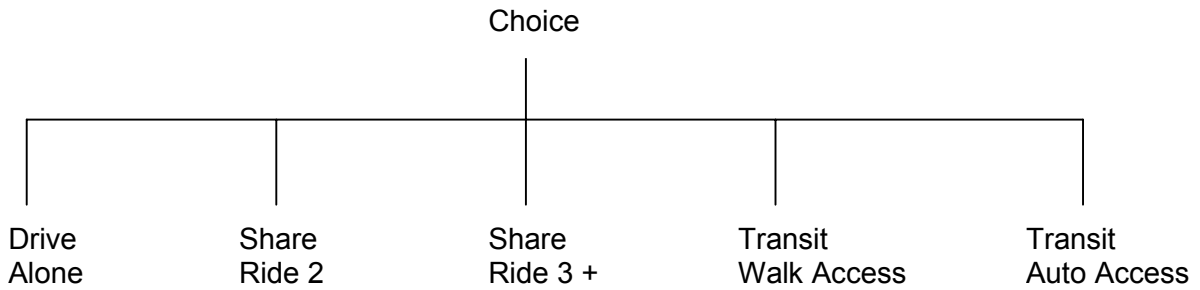 Choice
Drive
Alone
Share
Ride 2
Share
Ride 3 +
Transit
Walk Access
Transit
Auto Access